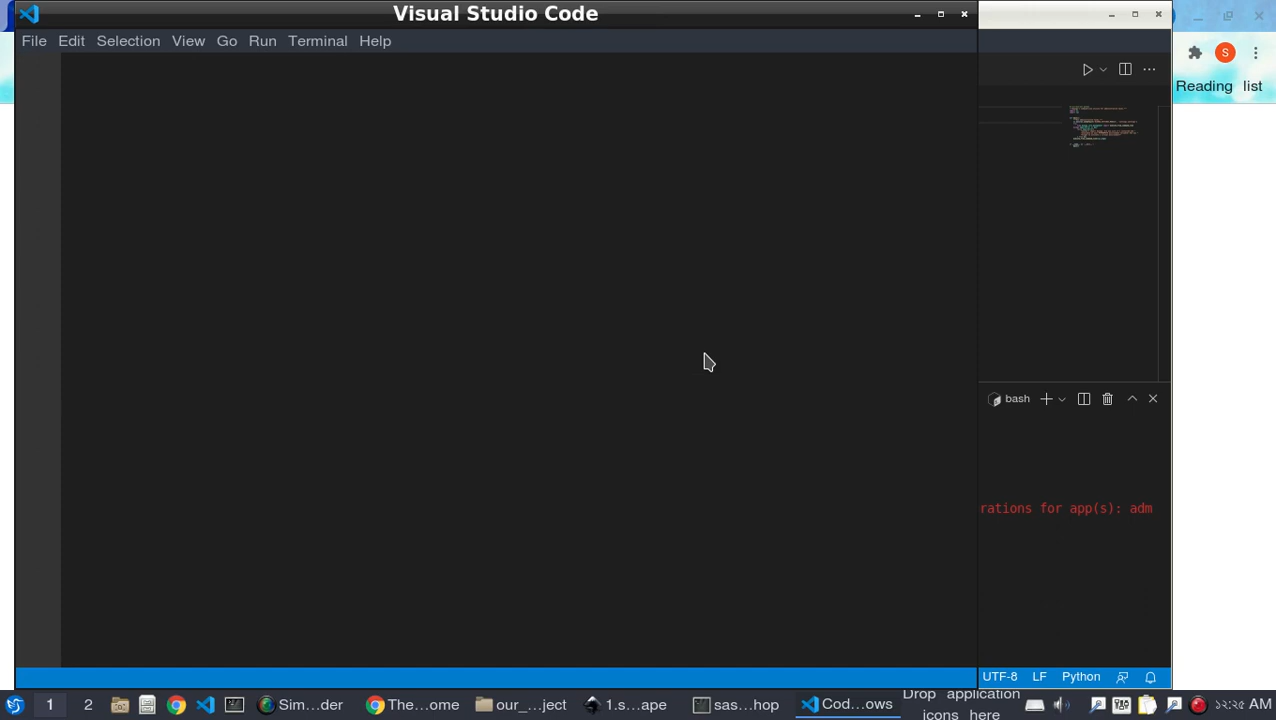 Visual Studio Code
File Edit Selection View Go Run Terminal Help
S
Reading list
bash
rations for app(s): adm
UTF-8 LF Python
1 2 Sim...der The...ome our_...ject 1.s...ape sas...hop Cod...ows
Drop application
icons here
১২:২৫ AM